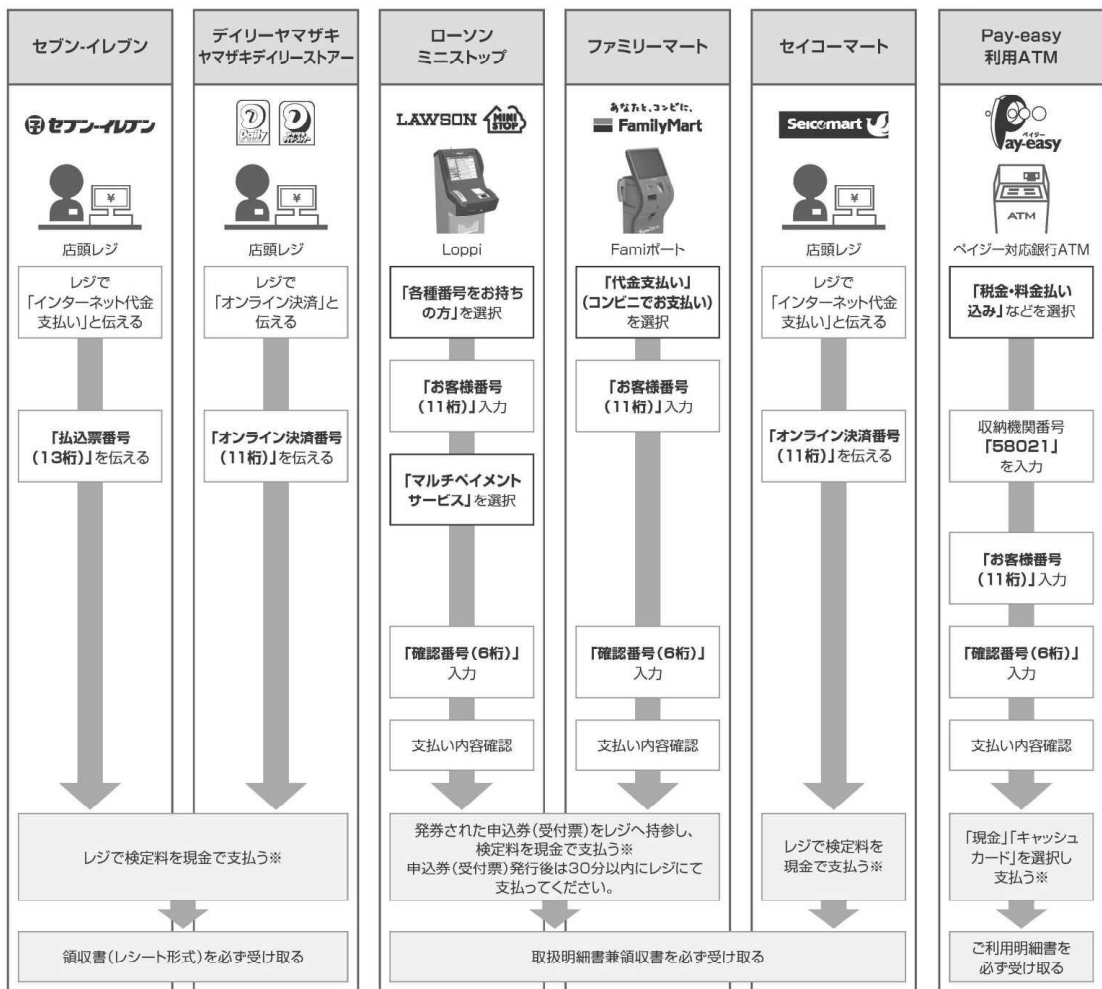 セブン-イレブン
デイリーヤマザキ
ヤマザキデイリーストアー
ローソン
ミニストップ
ファミリーマート
セイコーマート
Pay-easy
利用ATM
セブン-イレブン
Daily
LAWSON
MINI
STOP
あなたと、コンビに、
FamilyMart
Seicomart
ペイジー
Pay-easy
¥
¥
¥
ATM
店頭レジ
店頭レジ
Loppi
Famiポート
店頭レジ
ペイジー対応銀行ATM
レジで
「インターネット代金
支払い」と伝える
「払込票番号
(13桁)」を伝える
レジで
「オンライン決済」と
伝える
「オンライン決済番号
(11桁)」を伝える
「各種番号をお持ち
の方」を選択
「お客様番号
(11桁)」入力
「マルチペイメント
サービス」を選択
「確認番号(6桁)」
入力
支払い内容確認
「代金支払い」
(コンビニでお支払い)
を選択
「お客様番号
(11桁)」入力
「確認番号(6桁)」
入力
支払い内容確認
レジで
「インターネット代金
支払い」と伝える
「オンライン決済番号
(11桁)」を伝える
「税金・料金払い
込み」などを選択
収納機関番号
「58021」
を入力
「お客様番号
(11桁)」入力
「確認番号(6桁)」
入力
支払い内容確認
レジで検定料を現金で支払う※
発券された申込券(受付票)をレジへ持参し、
検定料を現金で支払う※
申込券(受付票)発行後は30分以内にレジにて
支払ってください。
レジで検定料を
現金で支払う※
「現金」「キャッシュ
カード」を選択し
支払う※
領収書(レシート形式)を必ず受け取る
取扱明細書兼領収書を必ず受け取る
ご利用明細書を
必ず受け取る